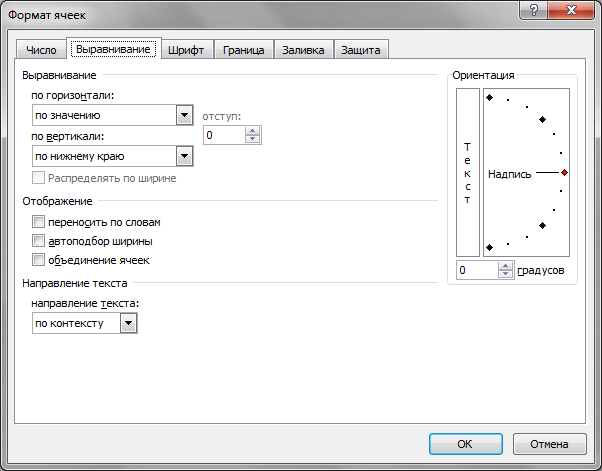 Формат ячеек
Число Выравнивание Шрифт Граница Заливка Защита
Выравнивание
по горизонтали:
по значению
отступ:
0
по вертикали:
по нижнему краю
Распределять по ширине
Отображение
переносить по словам
автоподбор ширины
объединение ячеек
Направление текста
направление текста:
по контексту
Ориентация
Текст
Надпись
0 градусов
ОК Отмена